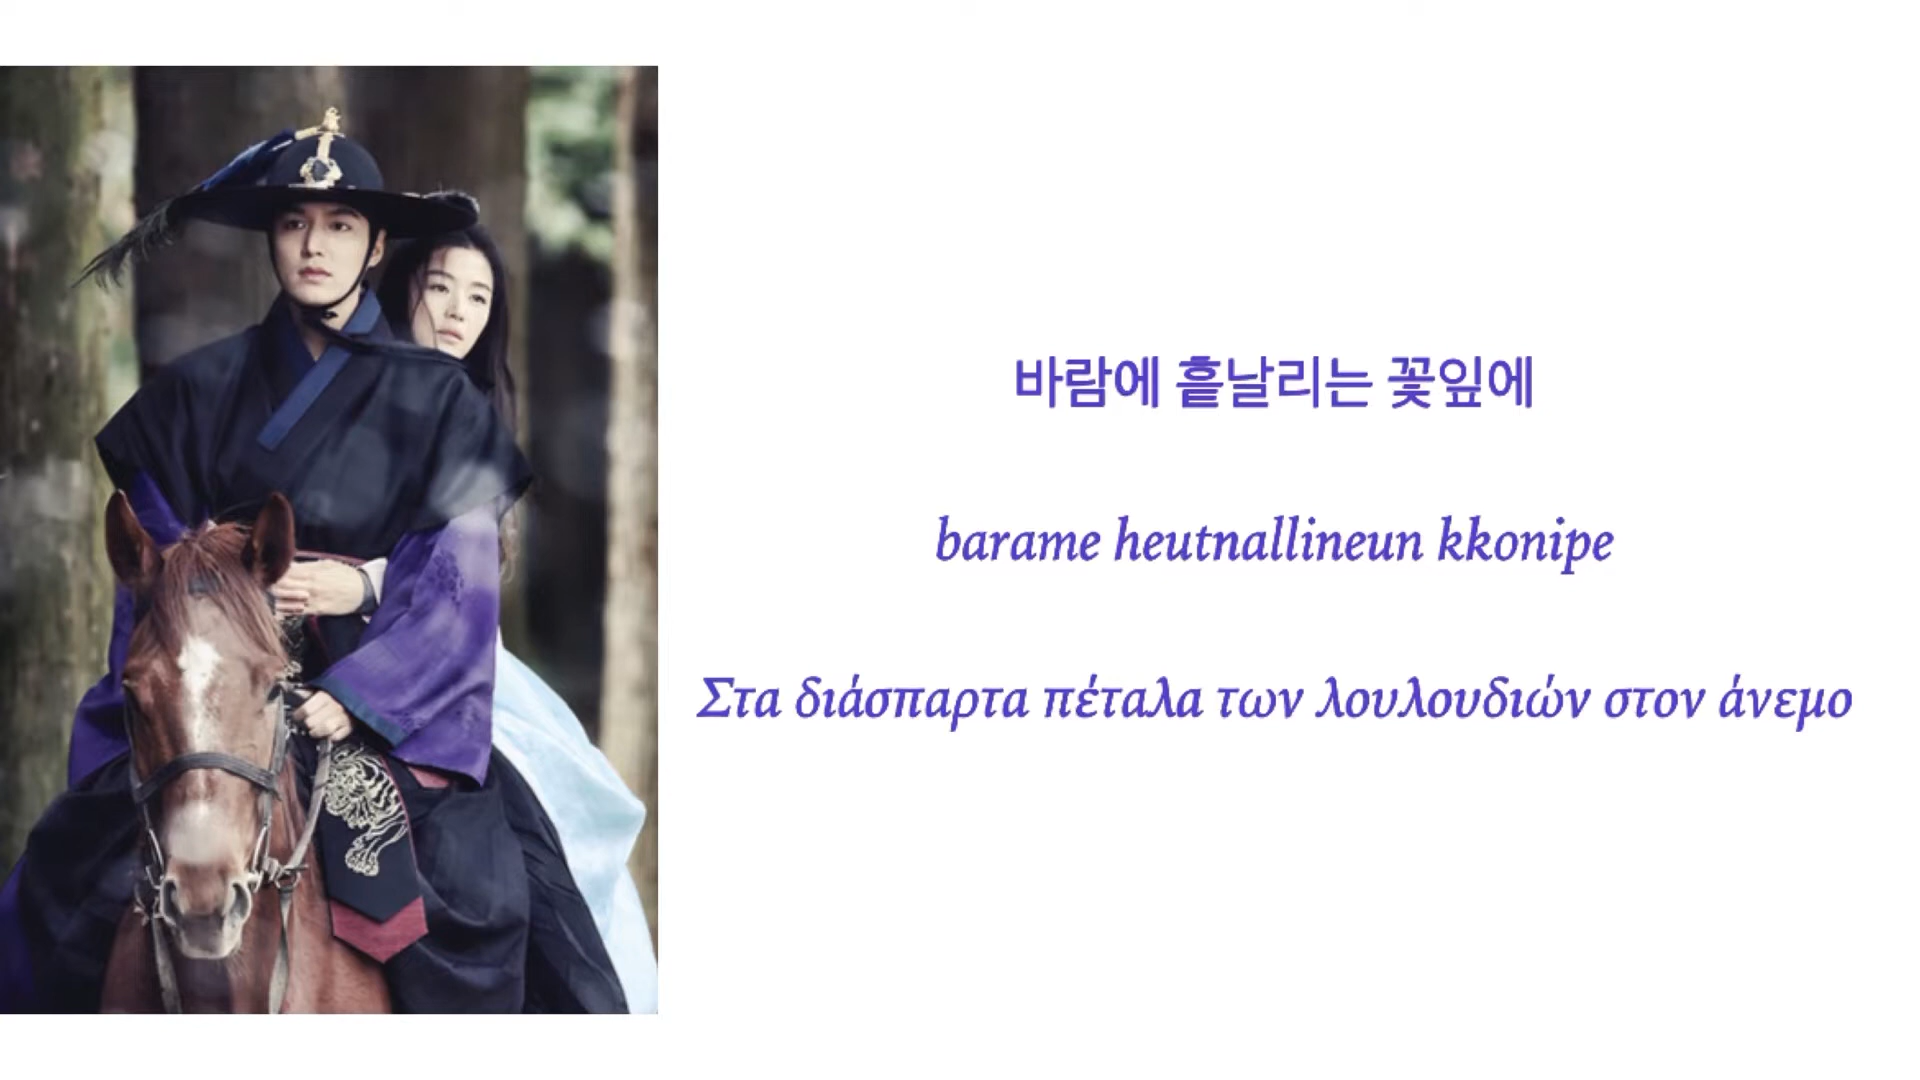 바람에 흩날리는 꽃잎에
barame heutnallineun kkonipe
Στα διάσπαρτα πέταλα των λουλουδιών στον άνεμο